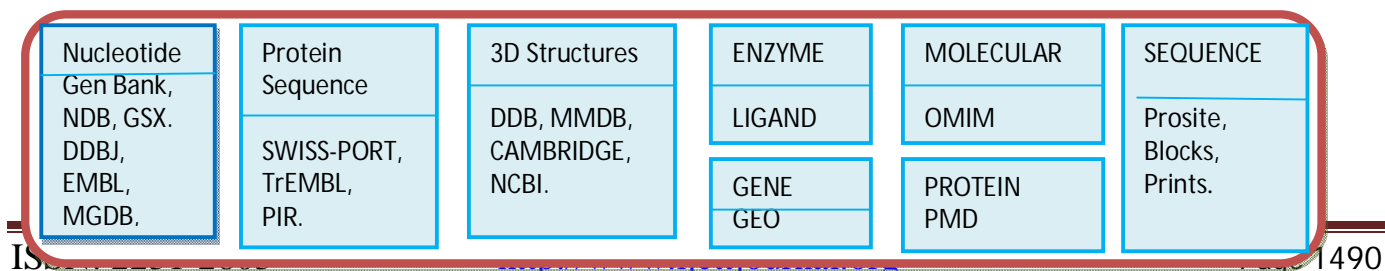 Nucleotide
Gen Bank,
NDB, GSX.
DDBJ,
EMBL,
MGDB,
Protein
Sequence
SWISS-PORT,
TrEMBL,
PIR.
3D Structures
DDB, MMDB,
CAMBRIDGE,
NCBI.
ENZYME
LIGAND
GENE
GEO
MOLECULAR
OMIM
PROTEIN
PMD
SEQUENCE
Prosite,
Blocks,
Prints.
1490